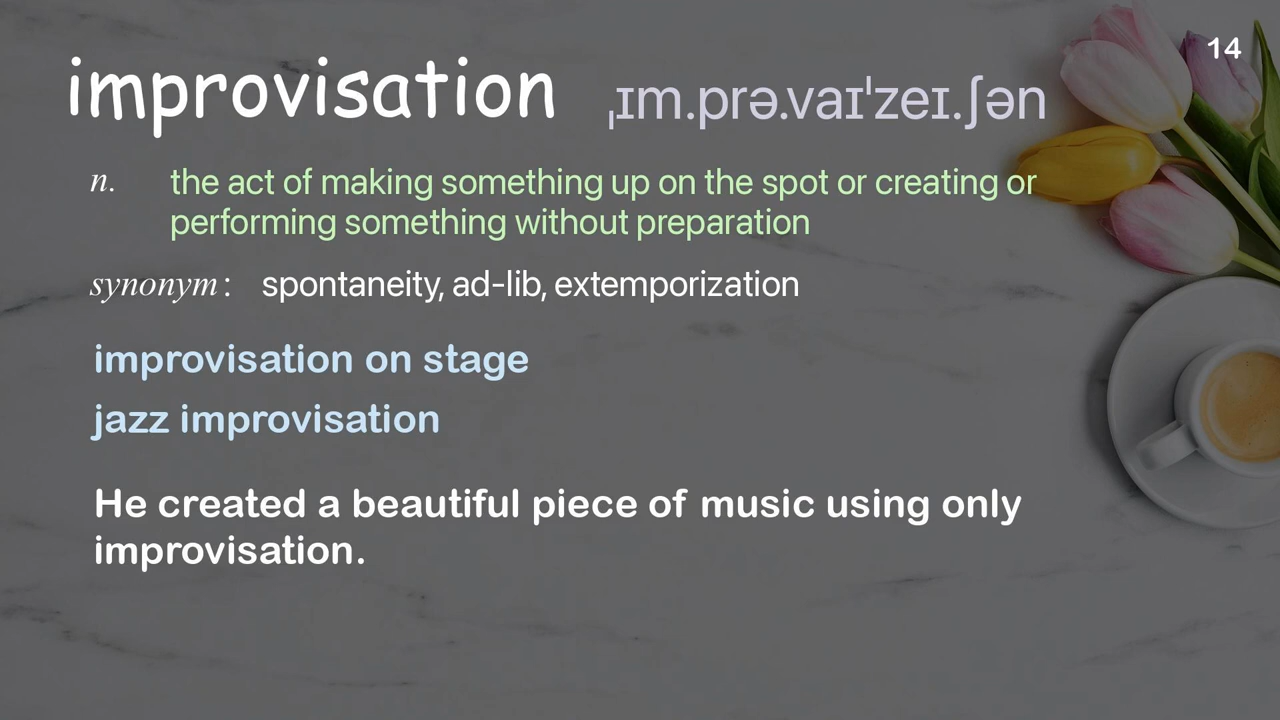 14
improvisation ˌɪm.prə.vaɪˈzeɪ.ʃən
n. the act of making something up on the spot or creating or
performing something without preparation
synonym: spontaneity, ad-lib, extemporization
improvisation on stage
jazz improvisation
He created a beautiful piece of music using only
improvisation.